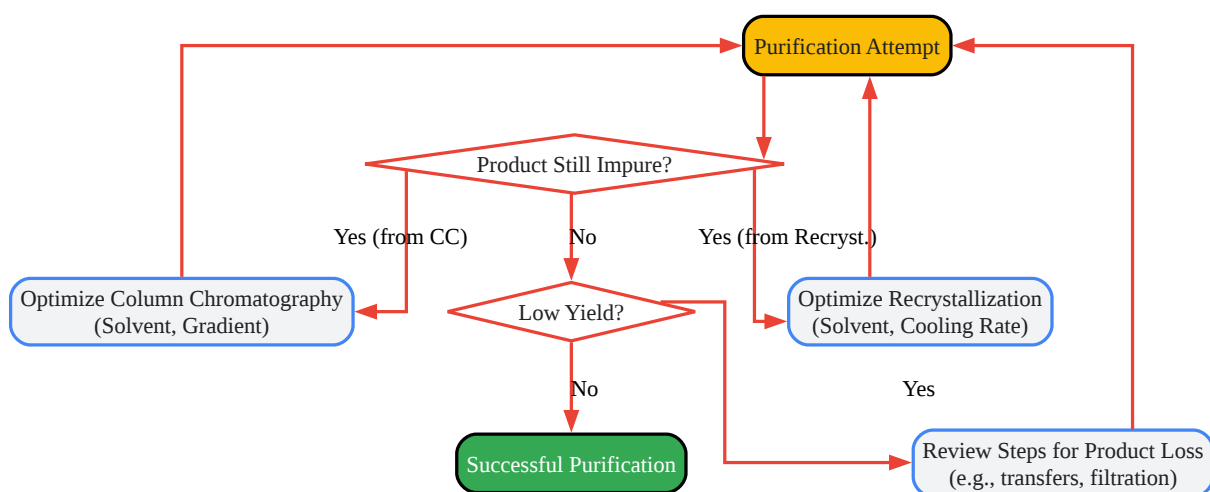 Purification Attempt
Product Still Impure?
Yes (from CC)
No
Yes (from Recryst.)
Optimize Column Chromatography
(Solvent, Gradient)
Low Yield?
Optimize Recrystallization
(Solvent, Cooling Rate)
No
Yes
Successful Purification
Review Steps for Product Loss
(e.g., transfers, filtration)